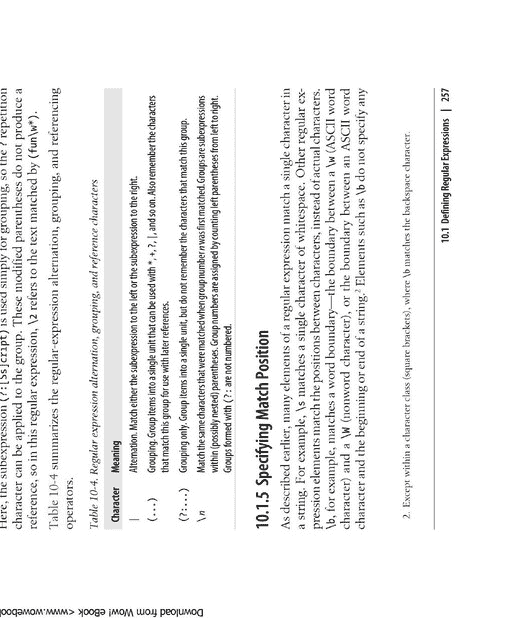 Here, the subexpression (?:[Ss]cript) is used simply for grouping, so the ? repetition
character can be applied to the group. These modified parentheses do not produce a
reference, so in this regular expression, \2 refers to the text matched by (fun\w*).
Table 10-4 summarizes the regular-expression alternation, grouping, and referencing
operators.
Table 10-4. Regular expression alternation, grouping, and reference characters
Character Meaning
| Alternation. Match either the subexpression to the left or the subexpression to the right.
(...) Grouping. Group items into a single unit that can be used with *, +, ?, |, and so on. Also remember the characters
that match this group for use with later references.
(?:...) Grouping only. Group items into a single unit, but do not remember the characters that match this group.
\n Match the same characters that were matched when group number n was first matched. Groups are subexpressions
within (possibly nested) parentheses. Group numbers are assigned by counting left parentheses from left to right.
Groups formed with (?: are not numbered.
10.1.5 Specifying Match Position
As described earlier, many elements of a regular expression match a single character in
a string. For example, \s matches a single character of whitespace. Other regular ex-
pression elements match the positions between characters, instead of actual characters.
\b, for example, matches a word boundary—the boundary between a \w (ASCII word
character) and a \W (nonword character), or the boundary between an ASCII word
character and the beginning or end of a string.2 Elements such as \b do not specify any
2. Except within a character class (square brackets), where \b matches the backspace character.
10.1 Defining Regular Expressions | 257
Download from Wow! eBook <www.wowebook